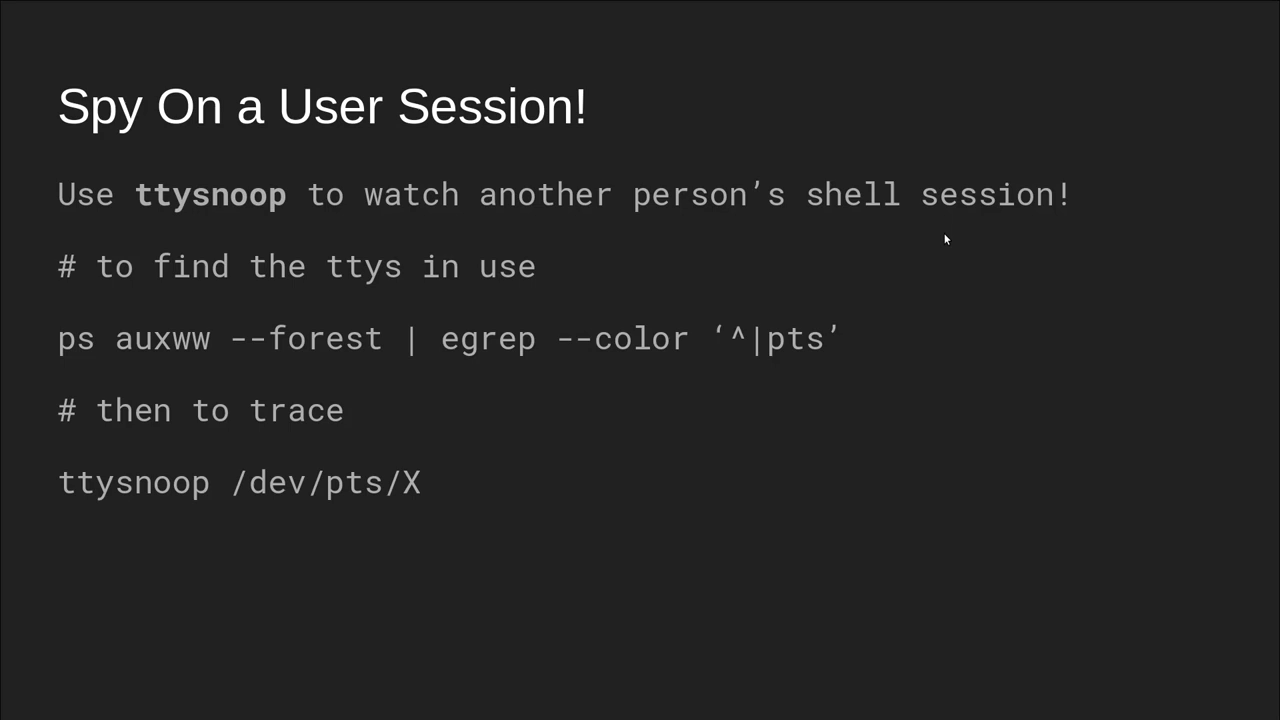 Spy On a User Session!
Use ttysnoop to watch another person’s shell session!
# to find the ttys in use
ps auxww --forest | egrep --color ‘^|pts’
# then to trace
ttysnoop /dev/pts/X